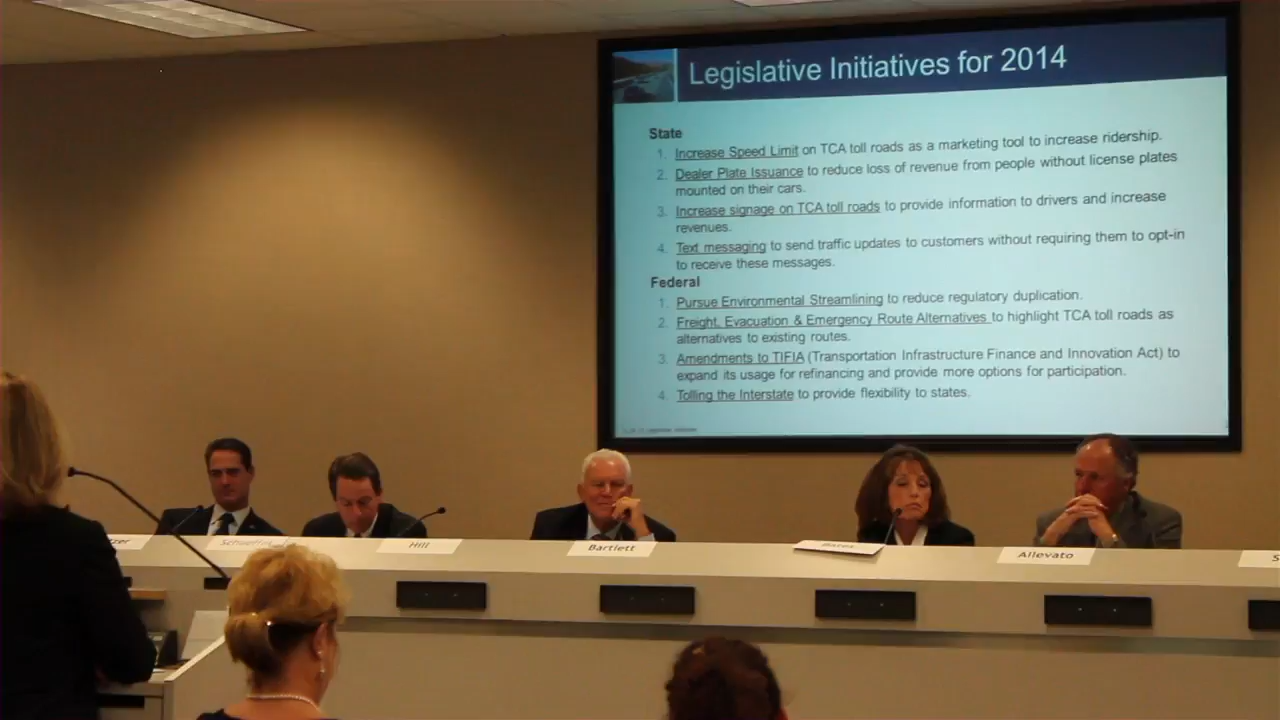 Legislative Initiatives for 2014
State
1. Increase Speed Limit on TCA toll roads as a marketing tool to increase ridership.
2. Dealer Plate Issuance to reduce loss of revenue from people without license plates
mounted on their cars.
3. Increase signage on TCA toll roads to provide information to drivers and increase
revenues.
4. Text messaging to send traffic updates to customers without requiring them to opt-in
to receive these messages.
Federal
1. Pursue Environmental Streamlining to reduce regulatory duplication.
2. Freight, Evacuation & Emergency Route Alternatives to highlight TCA toll roads as
alternatives to existing routes.
3. Amendments to TIFIA (Transportation Infrastructure Finance and Innovation Act) to
expand its usage for refinancing and provide more options for participation.
4. Tolling the Interstate to provide flexibility to states.
Hill
Bartlett
Bates
Allevato